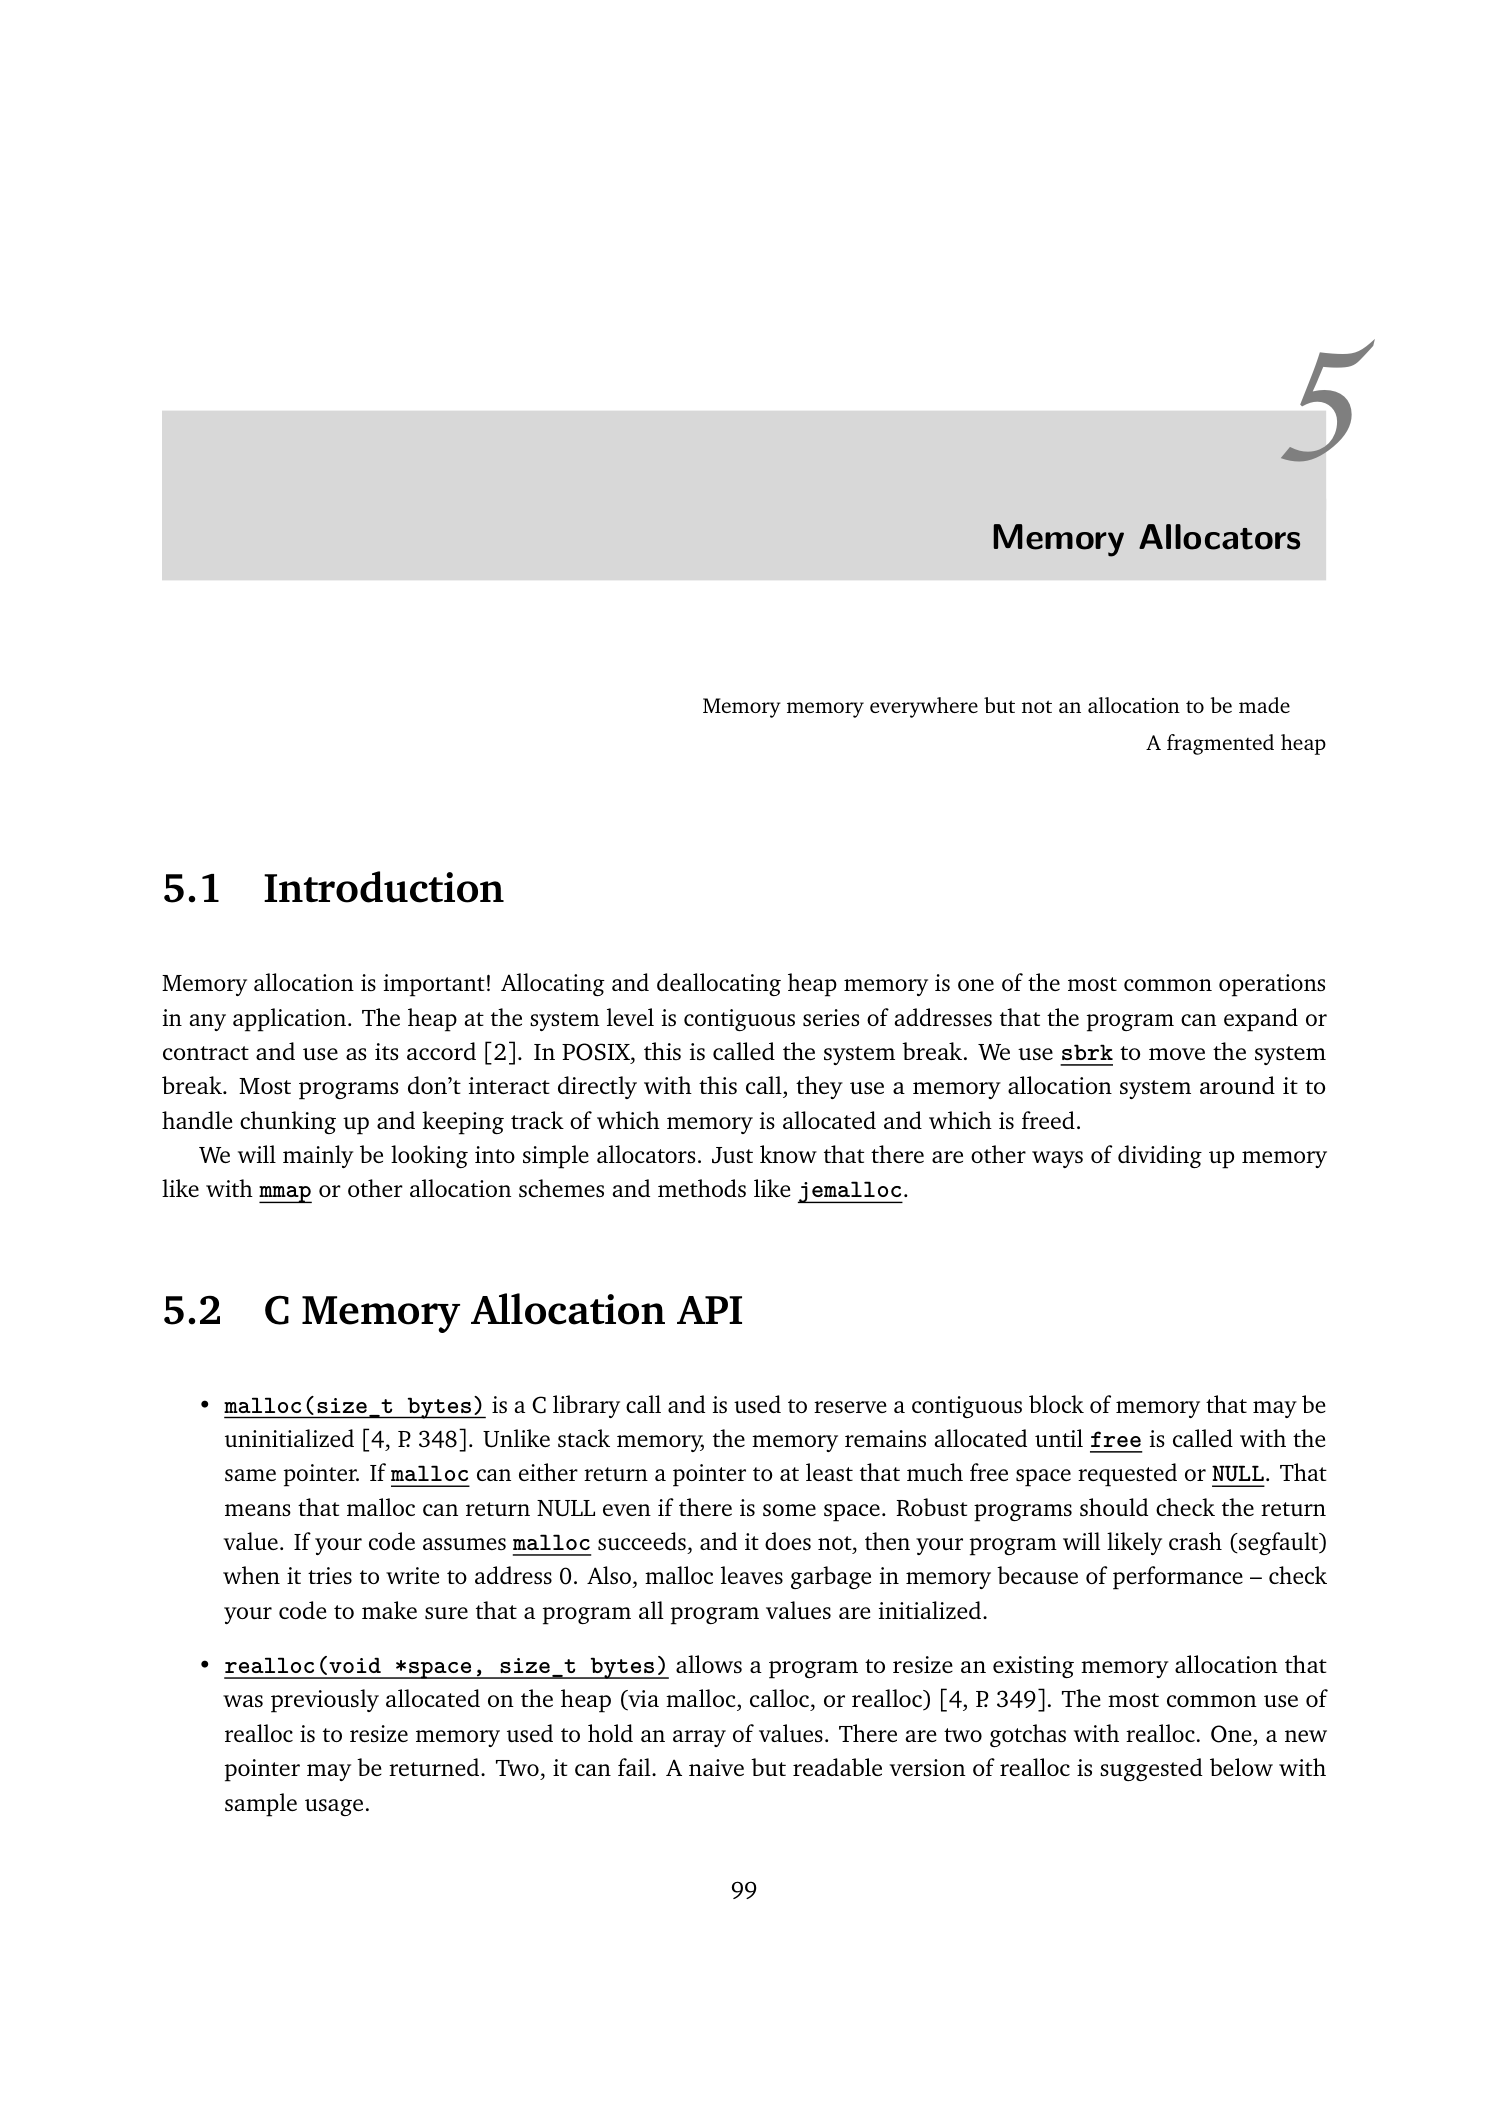 5
Memory Allocators
Memory memory everywhere but not an allocation to be made
A fragmented heap
5.1 Introduction
Memory allocation is important! Allocating and deallocating heap memory is one of the most common operations
in any application. The heap at the system level is contiguous series of addresses that the program can expand or
contract and use as its accord [2]. In POSIX, this is called the system break. We use sbrk to move the system
break. Most programs don't interact directly with this call, they use a memory allocation system around it to
handle chunking up and keeping track of which memory is allocated and which is freed.
We will mainly be looking into simple allocators. Just know that there are other ways of dividing up memory
like with mmap or other allocation schemes and methods like jemalloc.
5.2 C Memory Allocation API
• malloc(size_t bytes) is a C library call and is used to reserve a contiguous block of memory that may be
uninitialized [4, P. 348]. Unlike stack memory, the memory remains allocated until free is called with the
same pointer. If malloc can either return a pointer to at least that much free space requested or NULL. That
means that malloc can return NULL even if there is some space. Robust programs should check the return
value. If your code assumes malloc succeeds, and it does not, then your program will likely crash (segfault)
when it tries to write to address 0. Also, malloc leaves garbage in memory because of performance – check
your code to make sure that a program all program values are initialized.
• realloc(void *space, size_t bytes) allows a program to resize an existing memory allocation that
was previously allocated on the heap (via malloc, calloc, or realloc) [4, P. 349]. The most common use of
realloc is to resize memory used to hold an array of values. There are two gotchas with realloc. One, a new
pointer may be returned. Two, it can fail. A naive but readable version of realloc is suggested below with
sample usage.
99